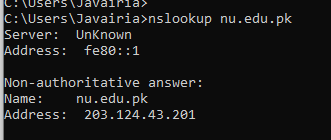 C:\Users\Javairia>
C:\Users\Javairia>nslookup nu.edu.pk
Server:  UnKnown
Address:  fe80::1
Non-authoritative answer:
Name:    nu.edu.pk
Address:  203.124.43.201